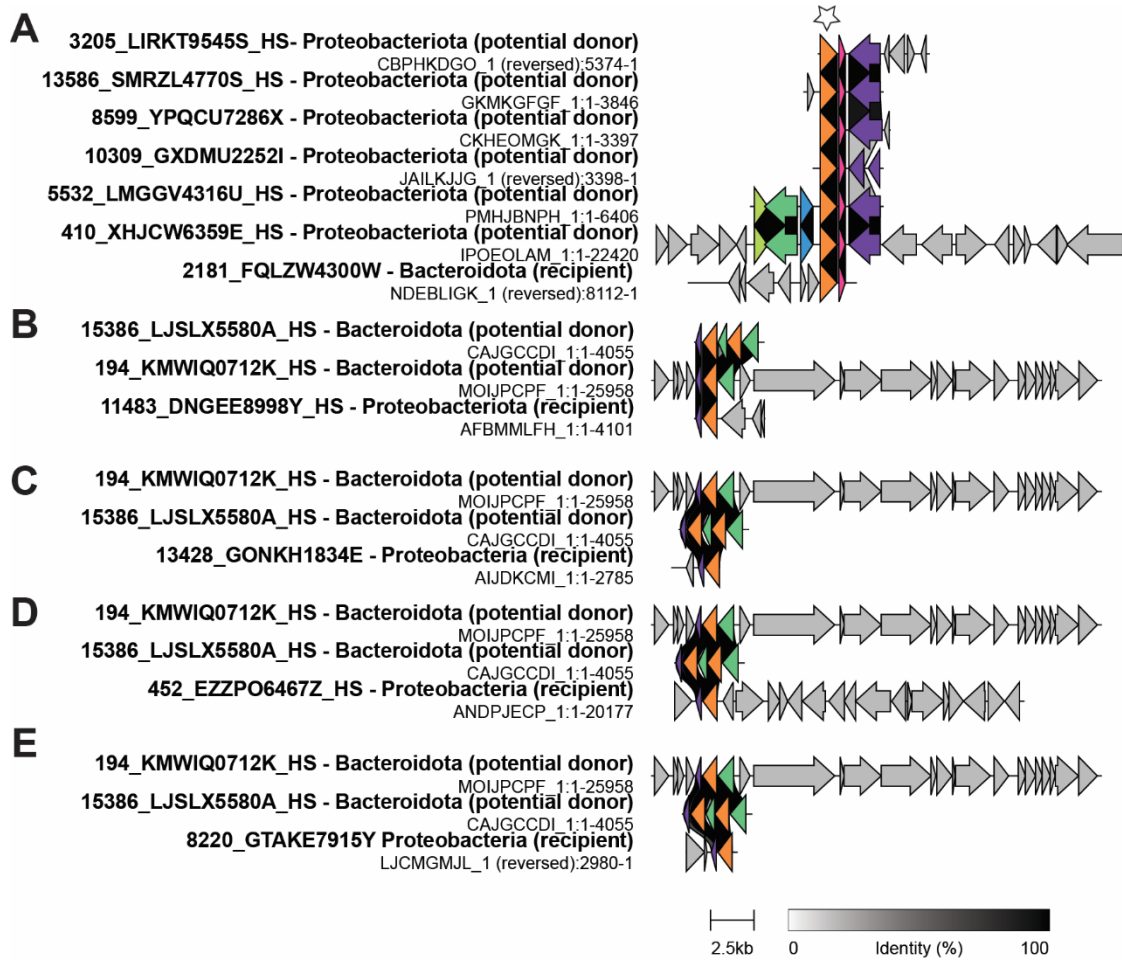 A
3205_LIRKT9545S_HS- Proteobacteriota (potential donor)
CBPHKDGO_1 (reversed):5374-1
13586_SMRZL4770S_HS - Proteobacteriota (potential donor)
GKMKGFGF_1:1-3846
8599_YPQCU7286X - Proteobacteriota (potential donor)
CKHEOMGK_1:1-3397
10309_GXDMU2252I - Proteobacteriota (potential donor)
JAILKJJG_1 (reversed):3398-1
5532_LMGGV4316U_HS - Proteobacteriota (potential donor)
PMHJBNPH_1:1-6406
410_XHJCW6359E_HS - Proteobacteriota (potential donor)
IPOEOLAM_1:1-22420
2181_FQLZW4300W - Bacteroidota (recipient)
NDEBLIGK_1 (reversed):8112-1
B
15386_LJSLX5580A_HS - Bacteroidota (potential donor)
CAJGCCDI_1:1-4055
194_KMWIQ0712K_HS - Bacteroidota (potential donor)
MOIJPCPF_1:1-25958
11483_DNGEE8998Y_HS - Proteobacteriota (recipient)
AFBMMLFH_1:1-4101
C
194_KMWIQ0712K_HS - Bacteroidota (potential donor)
MOIJPCPF_1:1-25958
15386_LJSLX5580A_HS - Bacteroidota (potential donor)
CAJGCCDI_1:1-4055
13428_GONKH1834E - Proteobacteria (recipient)
AIJDKCMI_1:1-2785
D
194_KMWIQ0712K_HS - Bacteroidota (potential donor)
MOIJPCPF_1:1-25958
15386_LJSLX5580A_HS - Bacteroidota (potential donor)
CAJGCCDI_1:1-4055
452_EZZPO6467Z_HS - Proteobacteria (recipient)
ANDPJECP_1:1-20177
E
194_KMWIQ0712K_HS - Bacteroidota (potential donor)
MOIJPCPF_1:1-25958
15386_LJSLX5580A_HS - Bacteroidota (potential donor)
CAJGCCDI_1:1-4055
8220_GTAKE7915Y Proteobacteria (recipient)
LJCMGMJL_1 (reversed):2980-1
2.5kb
0 Identity (%) 100